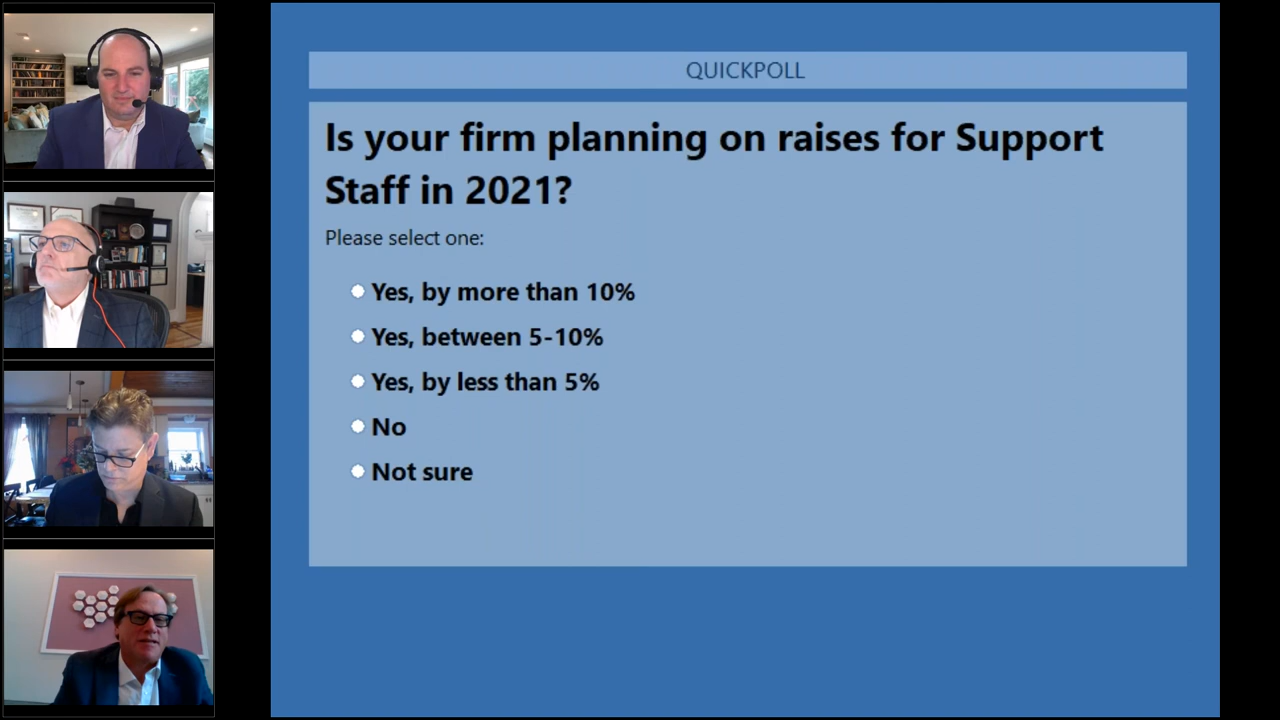 QUICKPOLL
Is your firm planning on raises for Support
Staff in 2021?
Please select one:
Yes, by more than 10%
Yes, between 5-10%
Yes, by less than 5%
No
Not sure